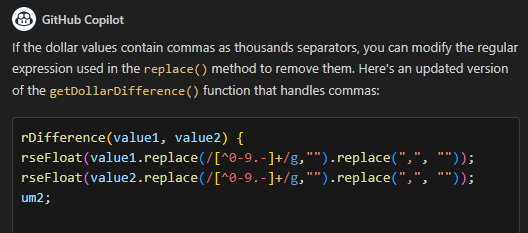 GitHub Copilot
If the dollar values contain commas as thousands separators, you can modify the regular
expression used in the replace() method to remove them. Here's an updated version
of the getDollarDifference() function that handles commas:
rDifference(value1, value2) {
rseFloat(value1.replace(/[^0-9.-]+/g,"").replace(",", ""));
rseFloat(value2.replace(/[^0-9.-]+/g,"").replace(",", ""));
um2;